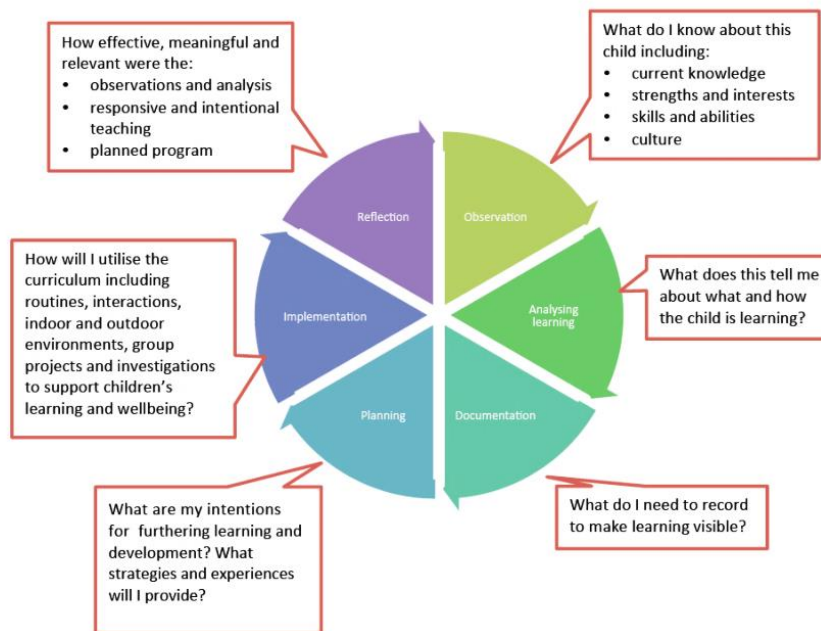 How effective, meaningful and
relevant were the:
• observations and analysis
• responsive and intentional
teaching
• planned program
What do I know about this
child including:
• current knowledge
• strengths and interests
• skills and abilities
• culture
Reflection
Observation
How will I utilise the
curriculum including
routines, interactions,
indoor and outdoor
environments, group
projects and investigations
to support children's
learning and wellbeing?
Implementation
Analysing
learning
What does this tell me
about what and how
the child is learning?
Planning
Documentation
What are my intentions
for furthering learning and
development? What
strategies and experiences
will I provide?
What do I need to record
to make learning visible?